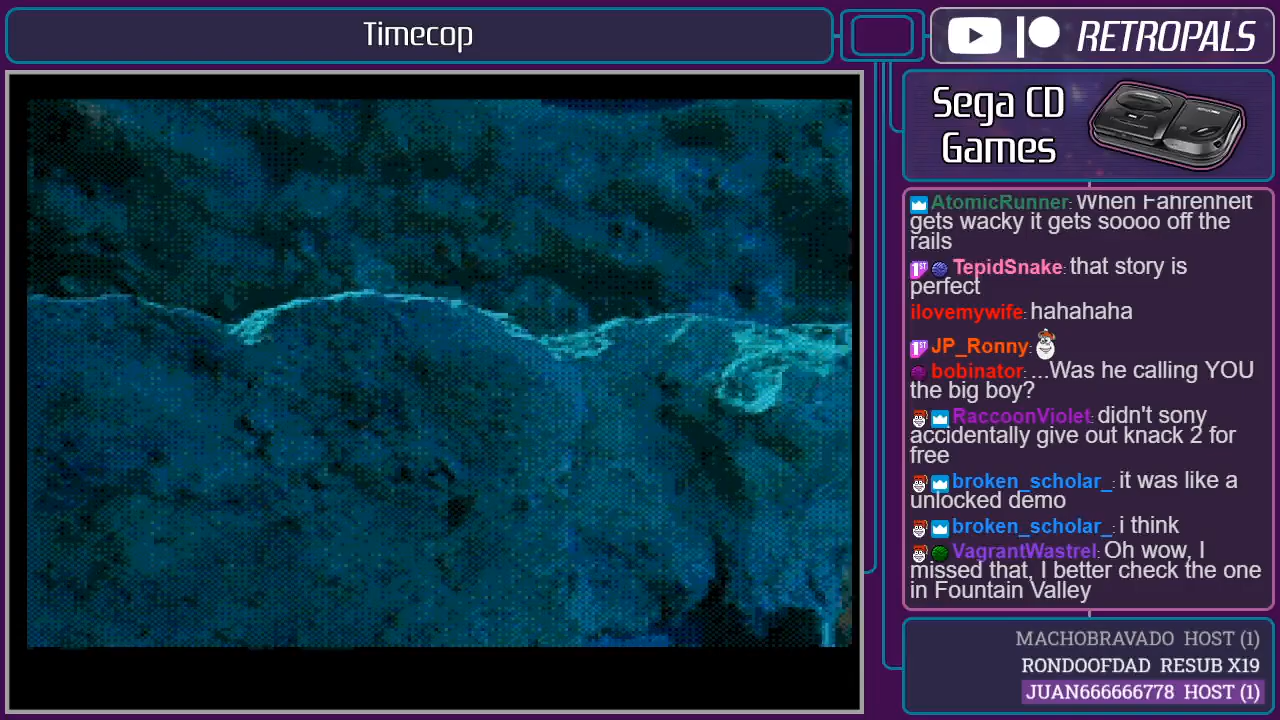 Timecop
RETROPALS
Sega CD
Games
AtomicRunner: When Fahrenheit
gets wacky it gets soooo off the
rails
1ST TepidSnake: that story is
perfect
ilovemywife: hahahaha
1ST JP_Ronny:
bobinator: ...Was he calling YOU
the big boy?
RaccoonViolet: didn't sony
accidentally give out knack 2 for
free
broken_scholar_: it was like a
unlocked demo
broken_scholar_: i think
VagrantWastrel: Oh wow, I
missed that, I better check the one
in Fountain Valley
MACHOBRAVADO HOST (1)
RONDOOFDAD RESUB X19
JUAN666666778 HOST (1)